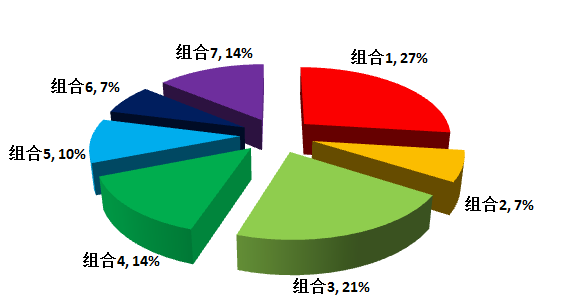 组合7, 14%
组合1, 27%
组合6, 7%
组合5, 10%
组合2, 7%
组合4, 14%
组合3, 21%